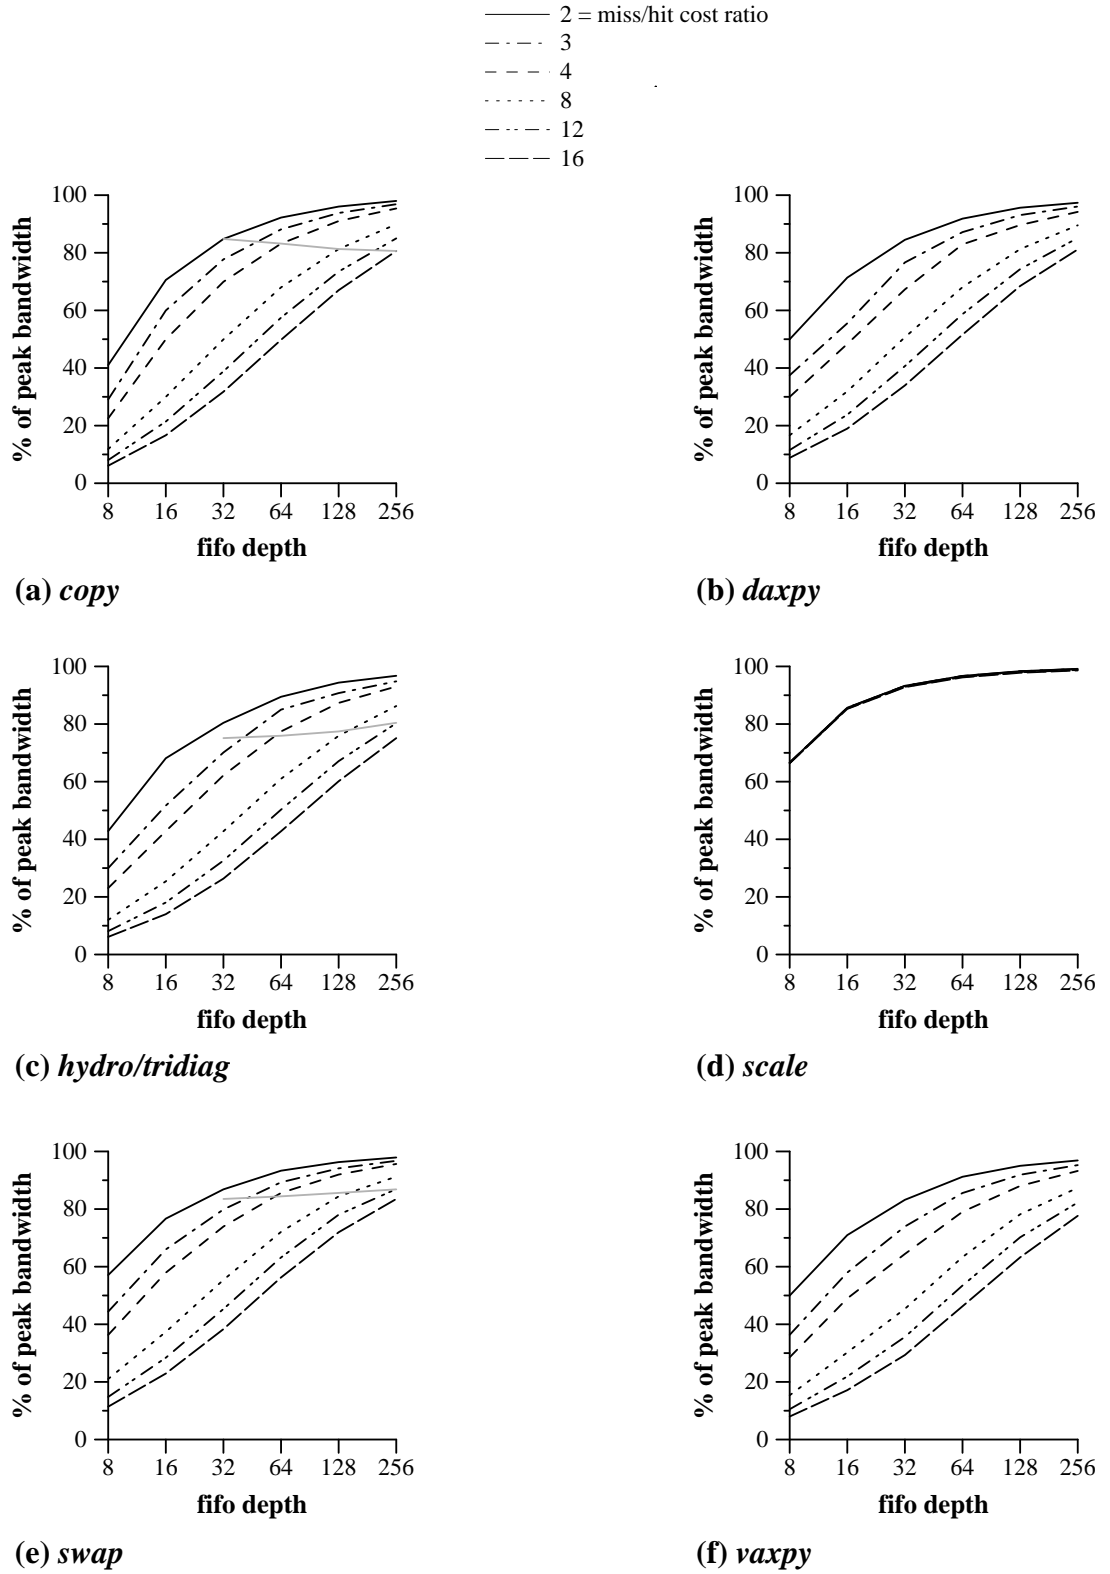 2 = miss/hit cost ratio
3
4
8
12
16
100
80
60
40
20
0
% of peak bandwidth
8 16 32 64 128 256
fifo depth
(a) copy
100
80
60
40
20
0
% of peak bandwidth
8 16 32 64 128 256
fifo depth
(b) daxpy
100
80
60
40
20
0
% of peak bandwidth
8 16 32 64 128 256
fifo depth
(c) hydro/tridiag
100
80
60
40
20
0
% of peak bandwidth
8 16 32 64 128 256
fifo depth
(d) scale
100
80
60
40
20
0
% of peak bandwidth
8 16 32 64 128 256
fifo depth
(e) swap
100
80
60
40
20
0
% of peak bandwidth
8 16 32 64 128 256
fifo depth
(f) vaxpy